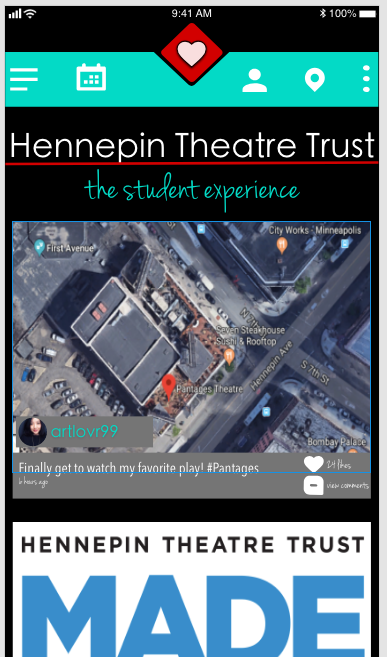 9:41 AM
100%
Hennepin Theatre Trust
the student experience
City Works - Minneapolis
First Avenue
Seven Steakhouse
Sushi & Rooftop
Hennepin Ave
S 7th St
Pantages Theatre
Bombay Palace
artlovr99
Finally get to watch my favorite play! #Pantages
24 likes
6 hours ago
view comments
HENNEPIN THEATRE TRUST
MADE